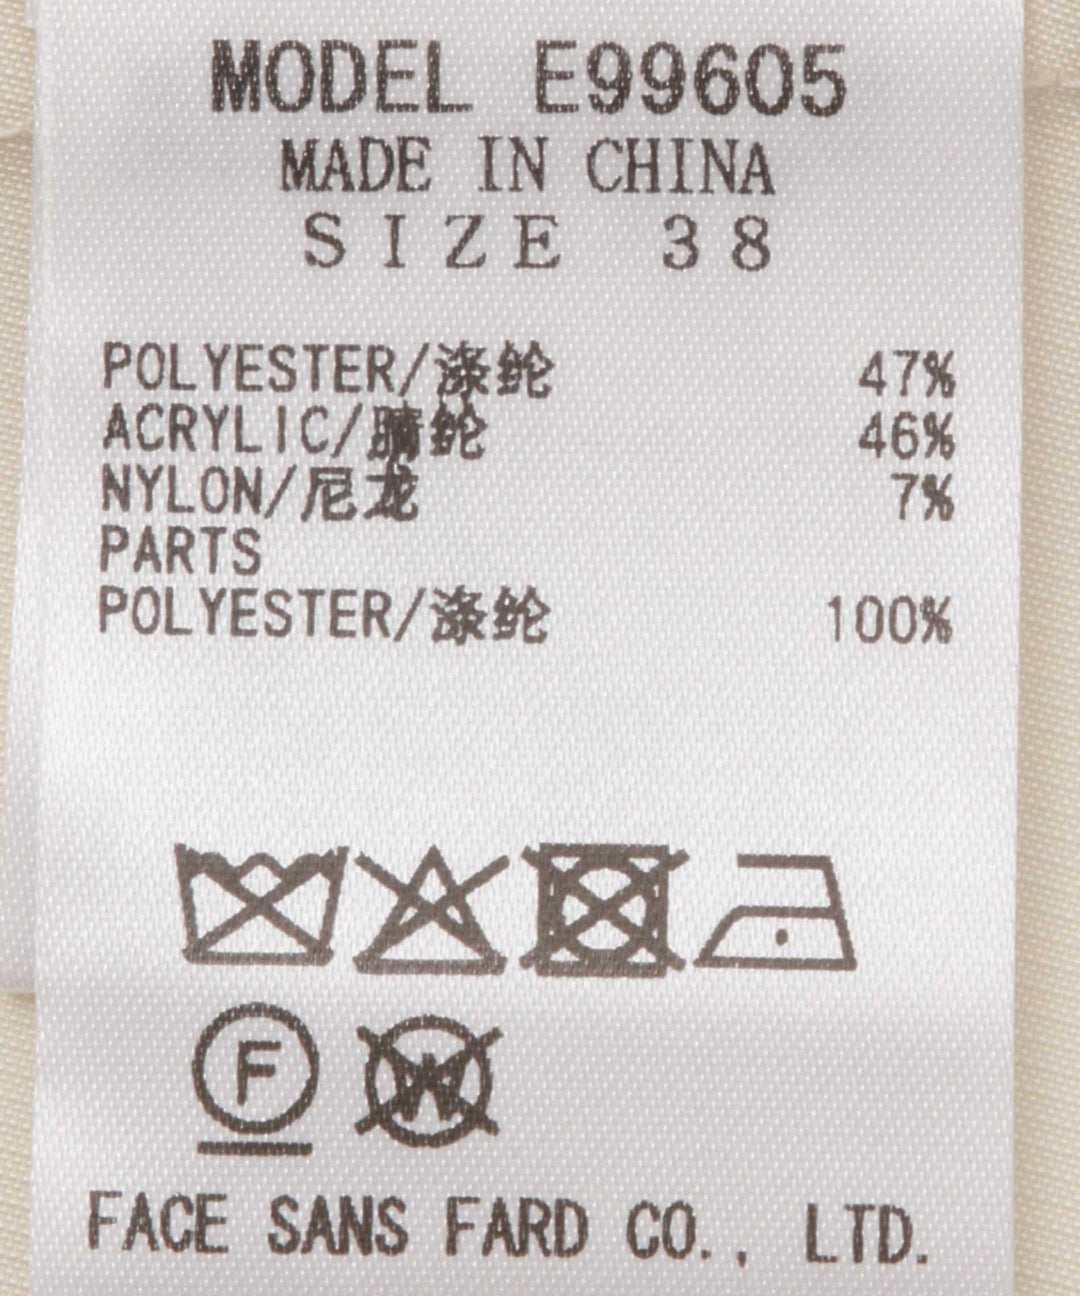 MODEL E99605
MADE IN CHINA
SIZE 38
POLYESTER/涤纶 47%
ACRYLIC/腈纶 46%
NYLON/尼龙 7%
PARTS
POLYESTER/涤纶 100%
F W
FACE SANS FARD CO., LTD.